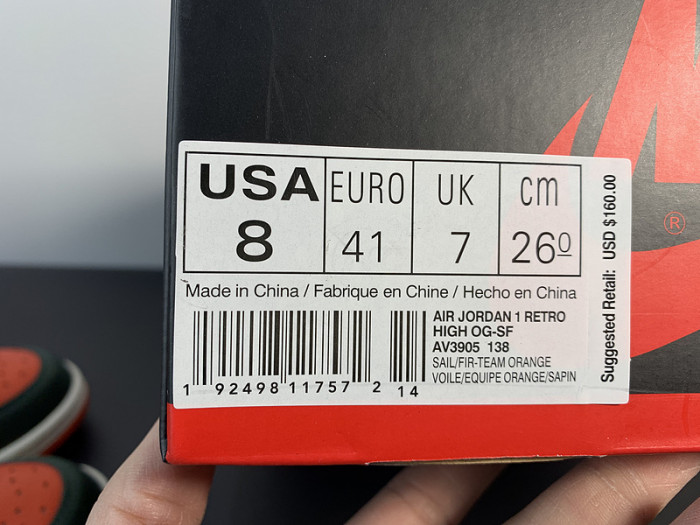 USA EURO UK cm
8 41 7 26⁰
Made in China / Fabrique en Chine / Hecho en China
AIR JORDAN 1 RETRO
HIGH OG-SF
AV3905 138
SAIL/FIR-TEAM ORANGE
VOILE/EQUIPE ORANGE/SAPIN
1 92498 11757 2 14
Suggested Retail: USD $160.00
®